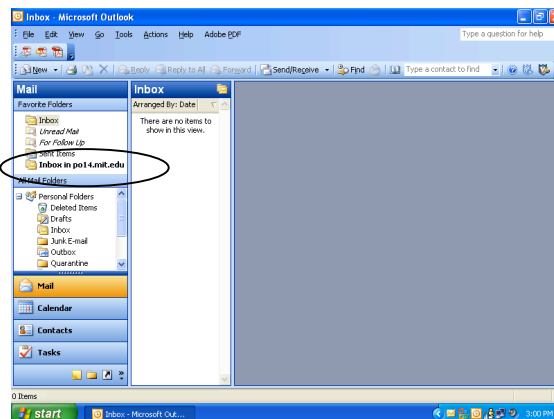 Inbox - Microsoft Outlook
File Edit View Go Tools Actions Help Adobe PDF
Type a question for help
New Reply Reply to All Forward Send/Receive Find Type a contact to find
Mail
Inbox
Favorite Folders
Arranged By: Date
Inbox
Unread Mail
For Follow Up
Sent Items
Inbox in po14.mit.edu
There are no items to
show in this view.
All Mail Folders
Personal Folders
Deleted Items
Drafts
Inbox
Junk E-mail
Outbox
Quarantine
Mail
Calendar
Contacts
Tasks
0 Items
start
Inbox - Microsoft Out...
3:00 PM